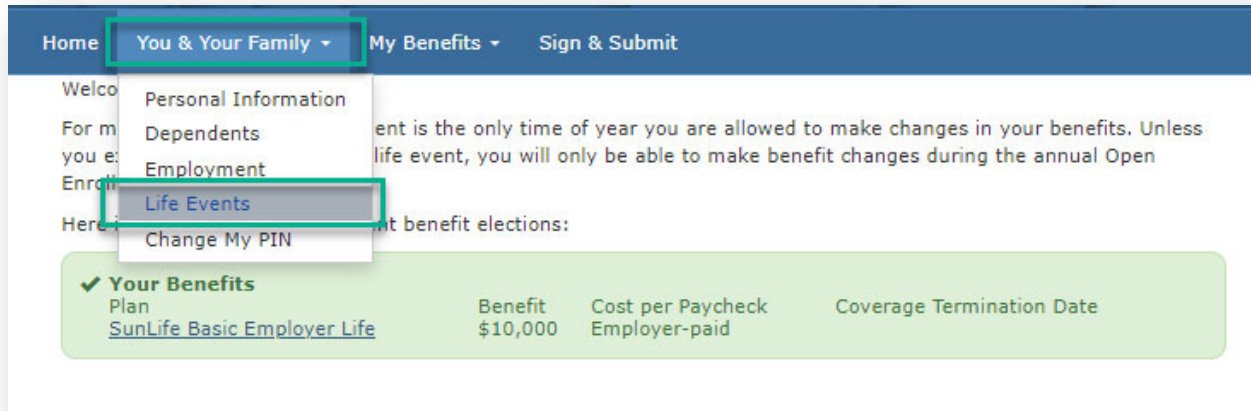 Home You & Your Family My Benefits Sign & Submit
Personal Information
Dependents
Employment
Life Events
Change My PIN
For ent is the only time of year you are allowed to make changes in your benefits. Unless
you life event, you will only be able to make benefit changes during the annual Open
Here nt benefit elections:
✔ Your Benefits
Plan Benefit Cost per Paycheck Coverage Termination Date
SunLife Basic Employer Life $10,000 Employer-paid